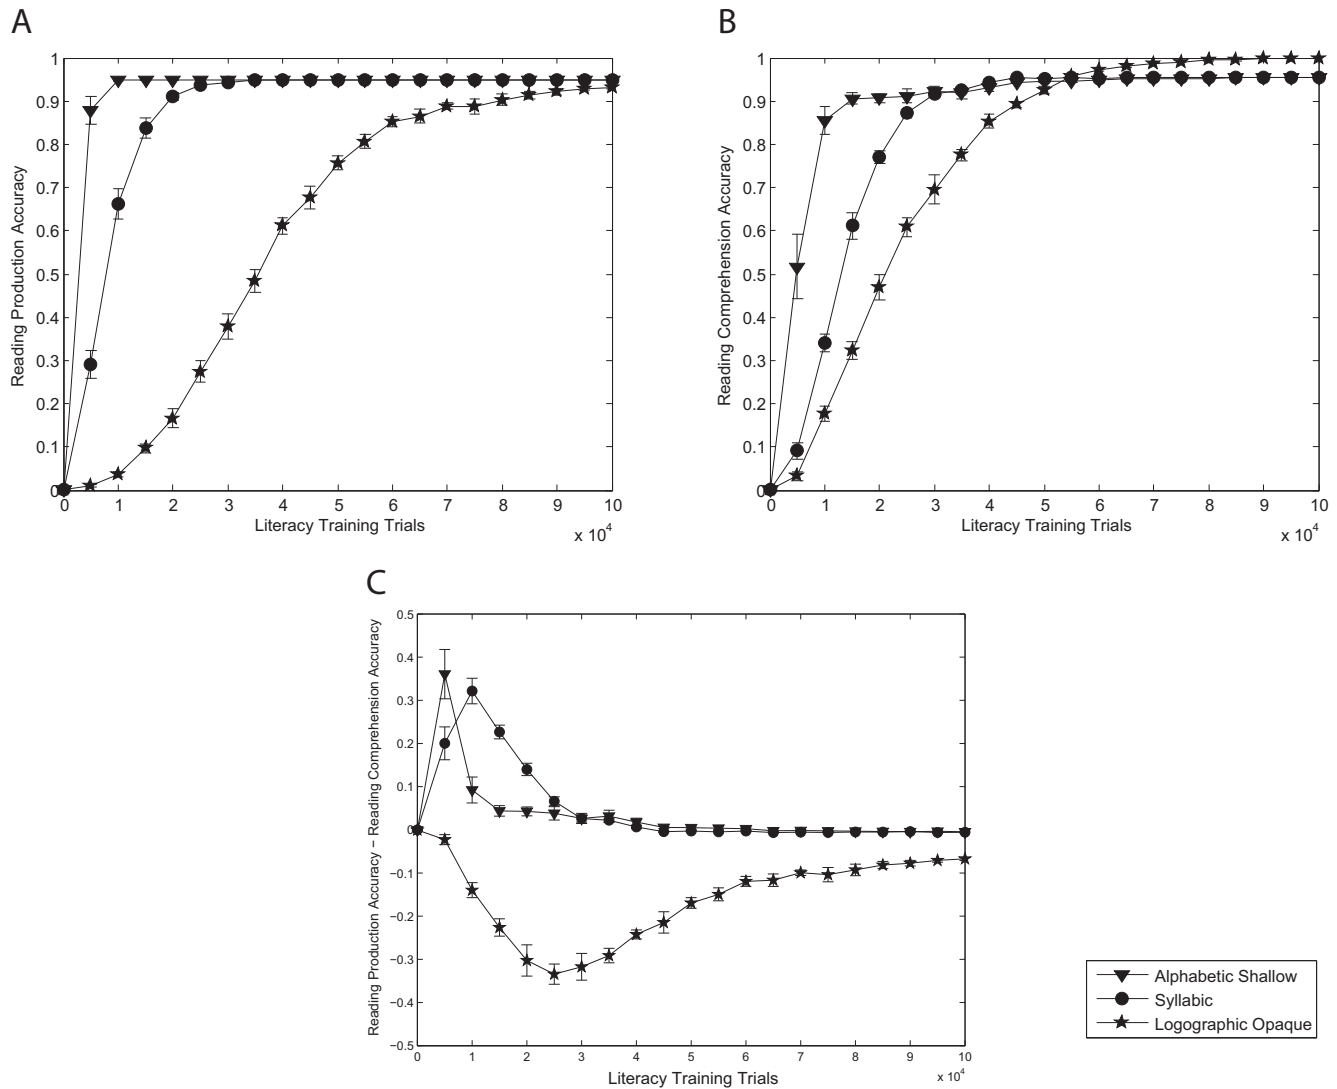 A
1
0.9
0.8
0.7
0.6
0.5
0.4
0.3
0.2
0.1
0
Reading Production Accuracy
0 1 2 3 4 5 6 7 8 9 10
Literacy Training Trials
x 10⁴
B
1
0.9
0.8
0.7
0.6
0.5
0.4
0.3
0.2
0.1
0
Reading Comprehension Accuracy
0 1 2 3 4 5 6 7 8 9 10
Literacy Training Trials
x 10⁴
C
0.5
0.4
0.3
0.2
0.1
0
−0.1
−0.2
−0.3
−0.4
−0.5
Reading Production Accuracy − Reading Comprehension Accuracy
0 1 2 3 4 5 6 7 8 9 10
Literacy Training Trials
x 10⁴
Alphabetic Shallow
Syllabic
Logographic Opaque